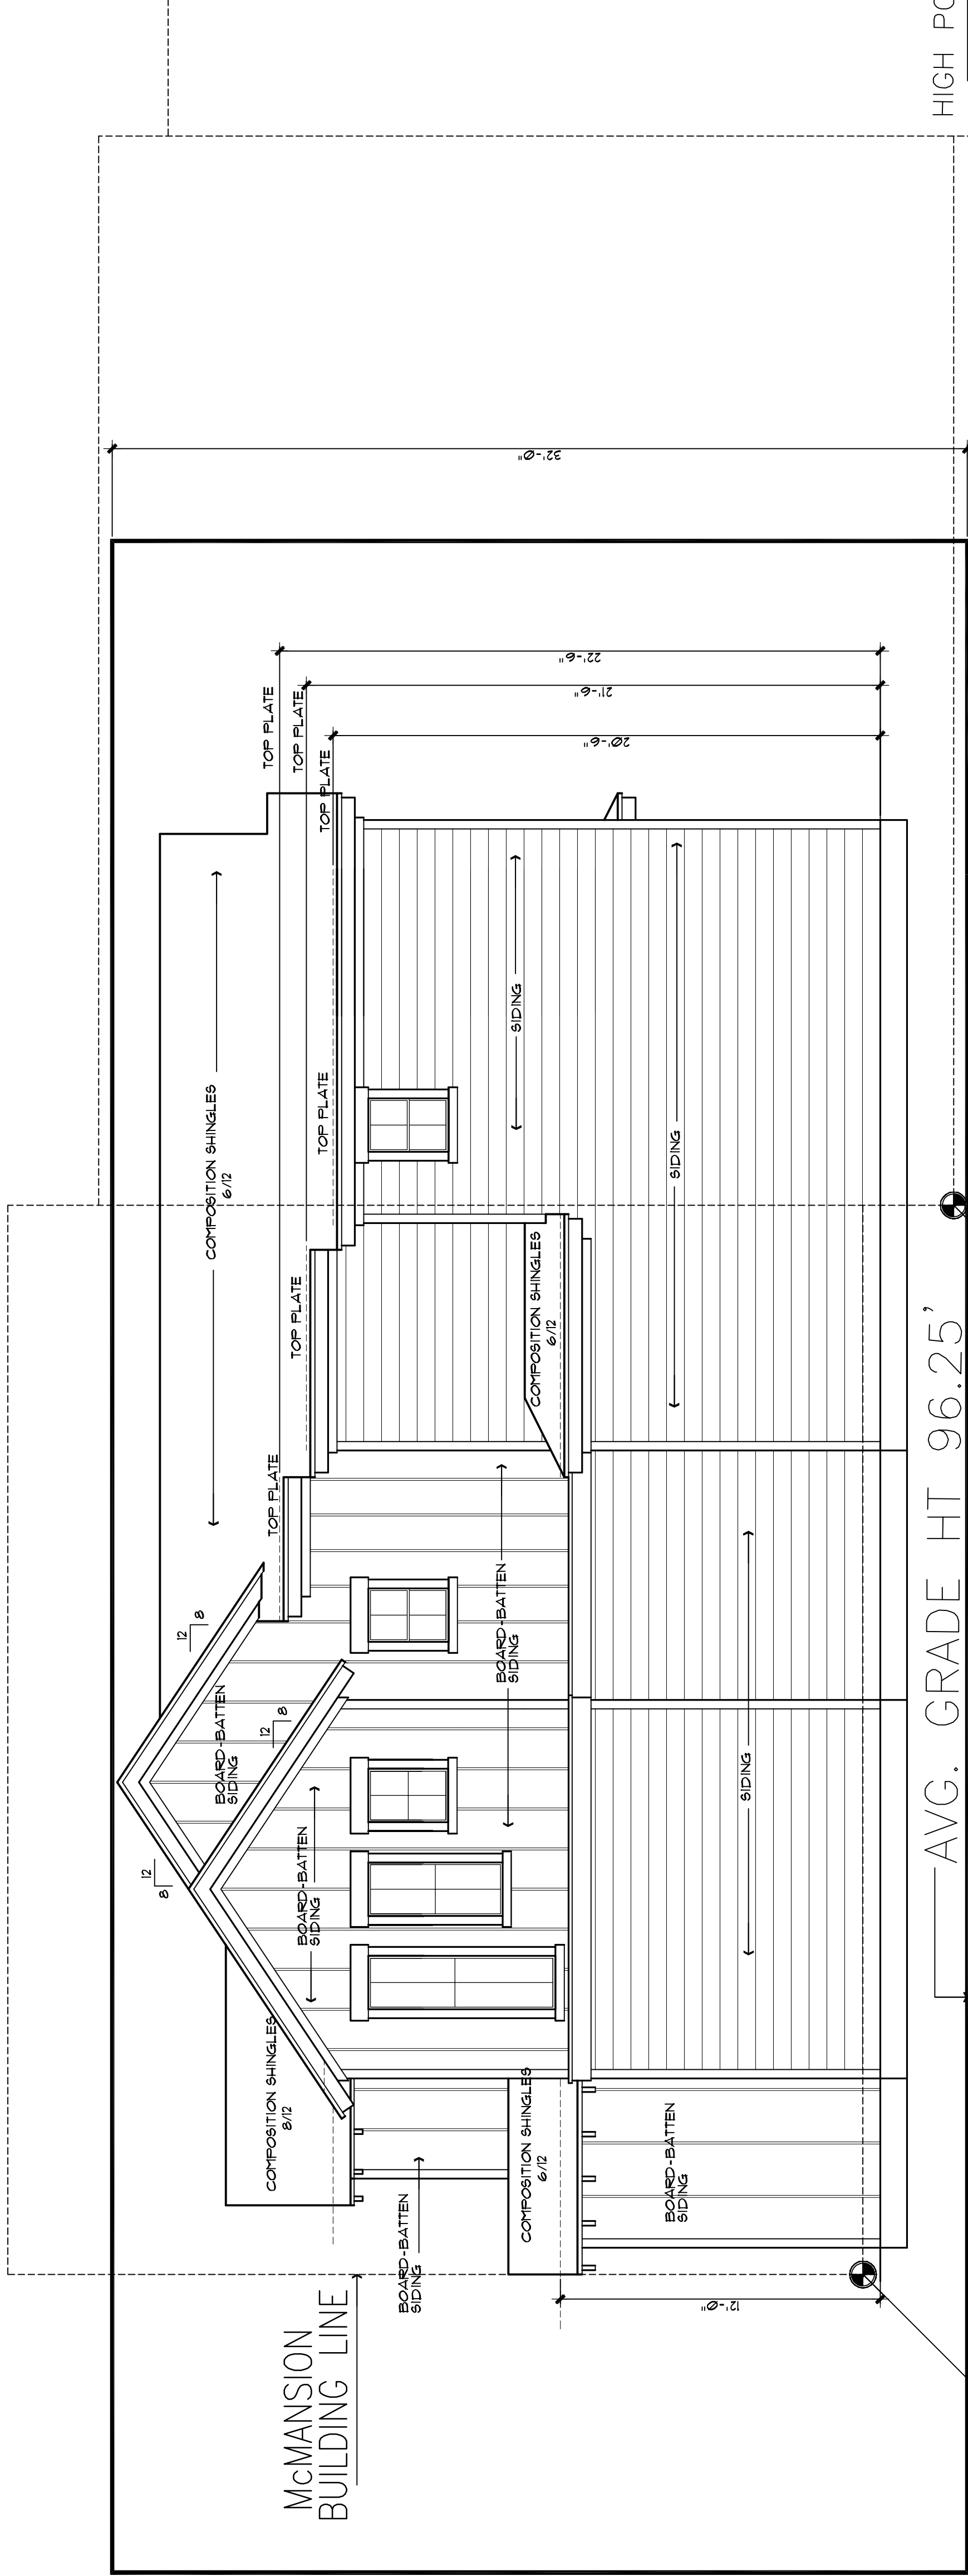 HIGH PO
32'-0"
22'-6"
21'-6"
20'-6"
TOP PLATE
TOP PLATE
TOP PLATE
COMPOSITION SHINGLES
6/12
TOP PLATE
TOP PLATE
TOP PLATE
SIDING
SIDING
COMPOSITION SHINGLES
6/12
12
8
BOARD-BATTEN
SIDING
12
8
12
8
BOARD-BATTEN
SIDING
BOARD-BATTEN
SIDING
SIDING
COMPOSITION SHINGLES
8/12
COMPOSITION SHINGLES
6/12
BOARD-BATTEN
SIDING
BOARD-BATTEN
SIDING
12'-0"
McMANSION
BUILDING LINE
AVG. GRADE HT 96.25'